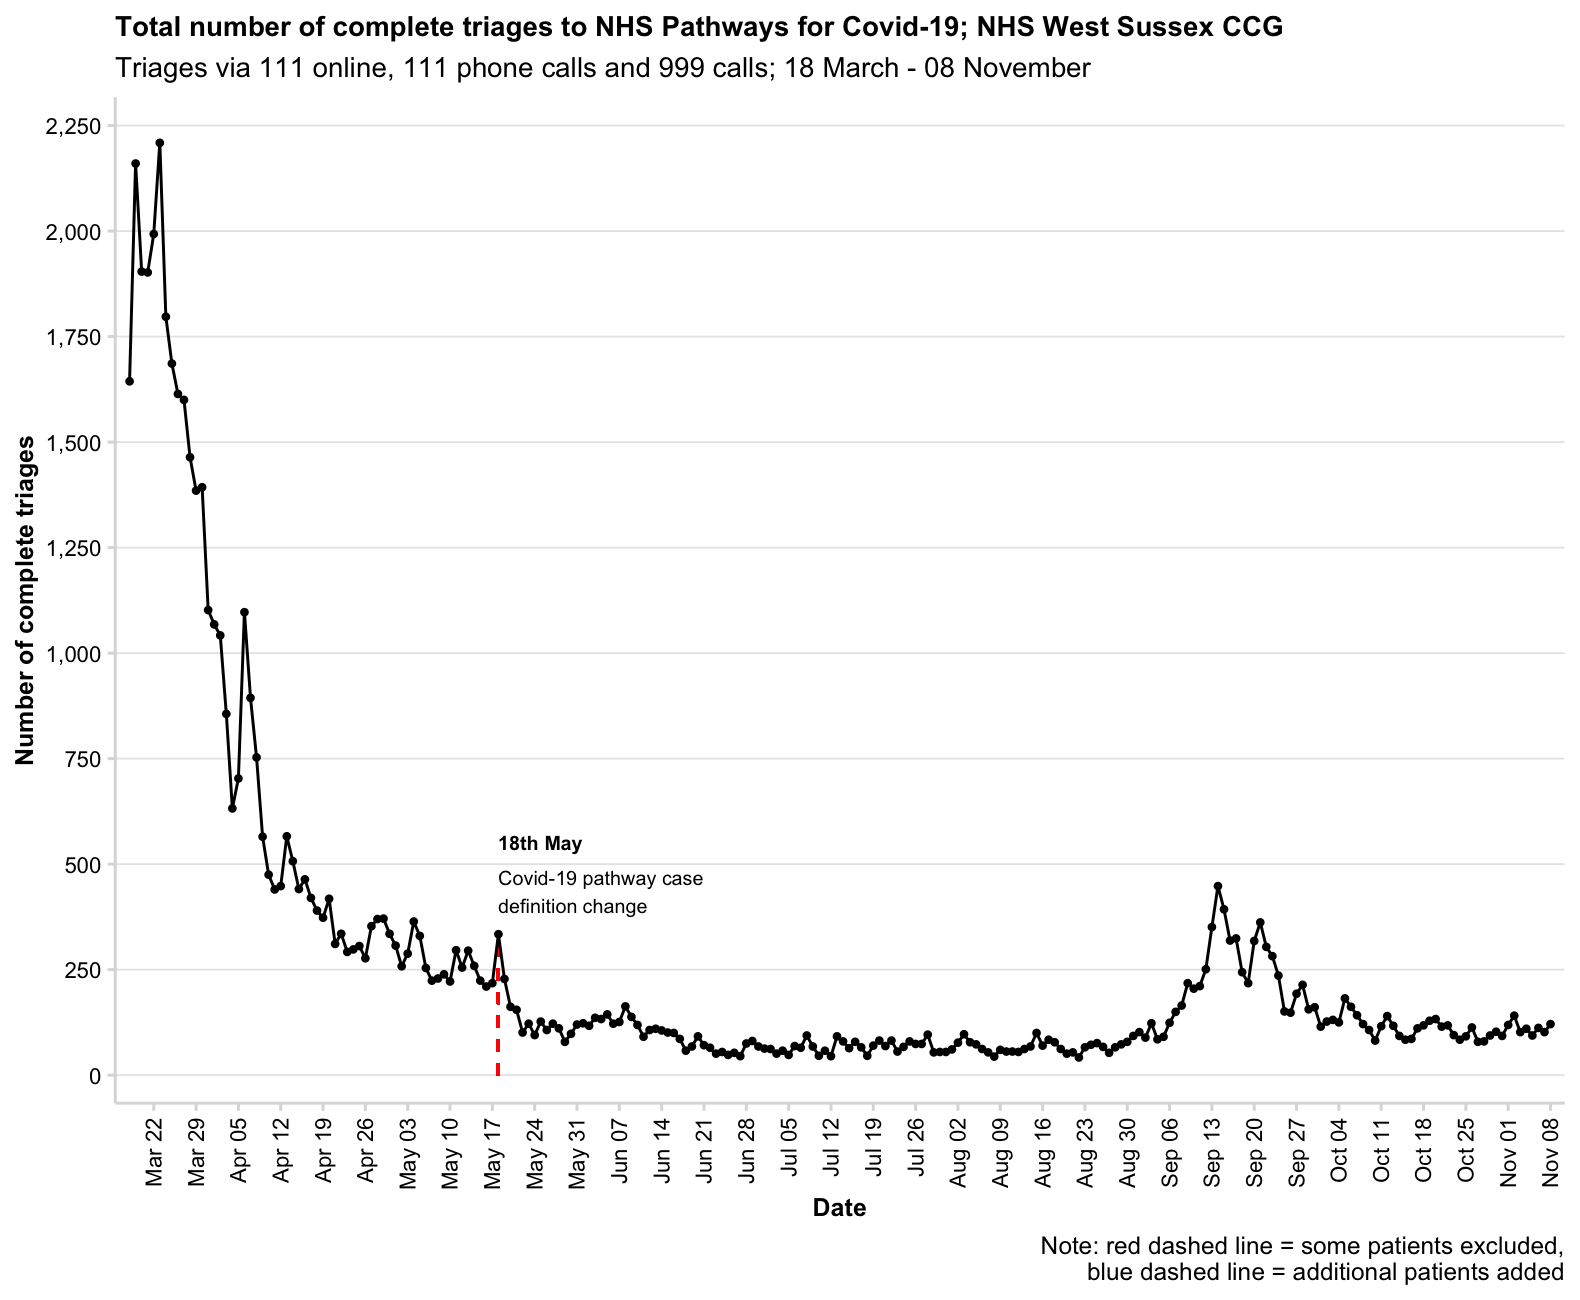 Total number of complete triages to NHS Pathways for Covid-19; NHS West Sussex CCG
Triages via 111 online, 111 phone calls and 999 calls; 18 March - 08 November
Number of complete triages
2,250
2,000
1,750
1,500
1,250
1,000
750
500
250
0
18th May
Covid-19 pathway case
definition change
Mar 22
Mar 29
Apr 05
Apr 12
Apr 19
Apr 26
May 03
May 10
May 17
May 24
May 31
Jun 07
Jun 14
Jun 21
Jun 28
Jul 05
Jul 12
Jul 19
Jul 26
Aug 02
Aug 09
Aug 16
Aug 23
Aug 30
Sep 06
Sep 13
Sep 20
Sep 27
Oct 04
Oct 11
Oct 18
Oct 25
Nov 01
Nov 08
Date
Note: red dashed line = some patients excluded,
blue dashed line = additional patients added